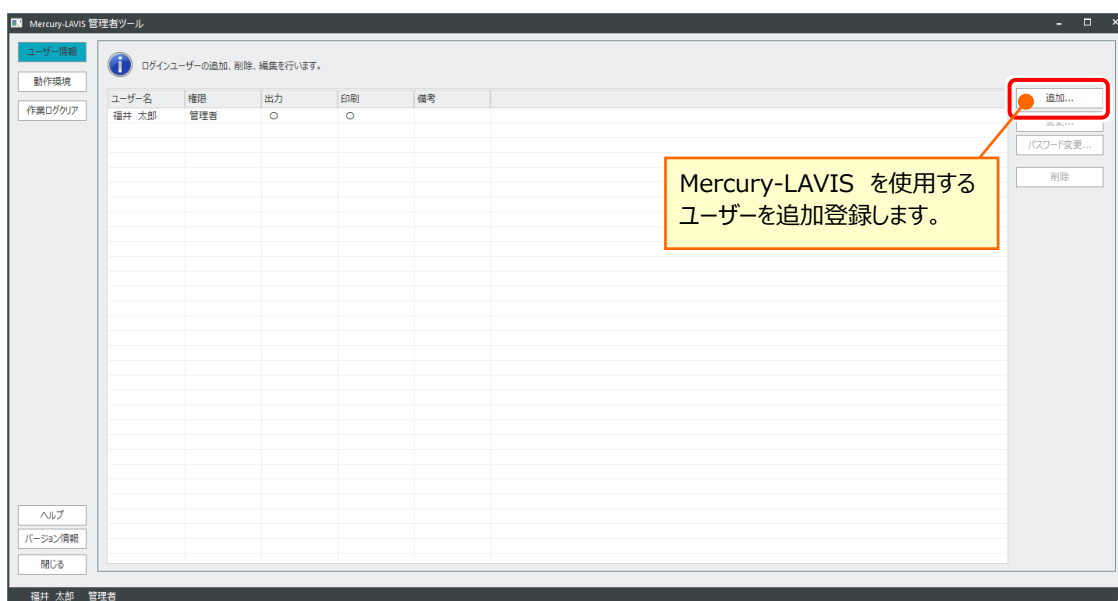 Mercury-LAVIS 管理者ツール
ユーザー情報
動作環境
作業ログクリア
ログインユーザーの追加、削除、編集を行います。
ユーザー名 権限 出力 印刷 備考
福井 太郎 管理者 ○ ○
追加...
変更...
パスワード変更...
削除
Mercury-LAVIS を使用する
ユーザーを追加登録します。
ヘルプ
バージョン情報
閉じる
福井 太郎 管理者